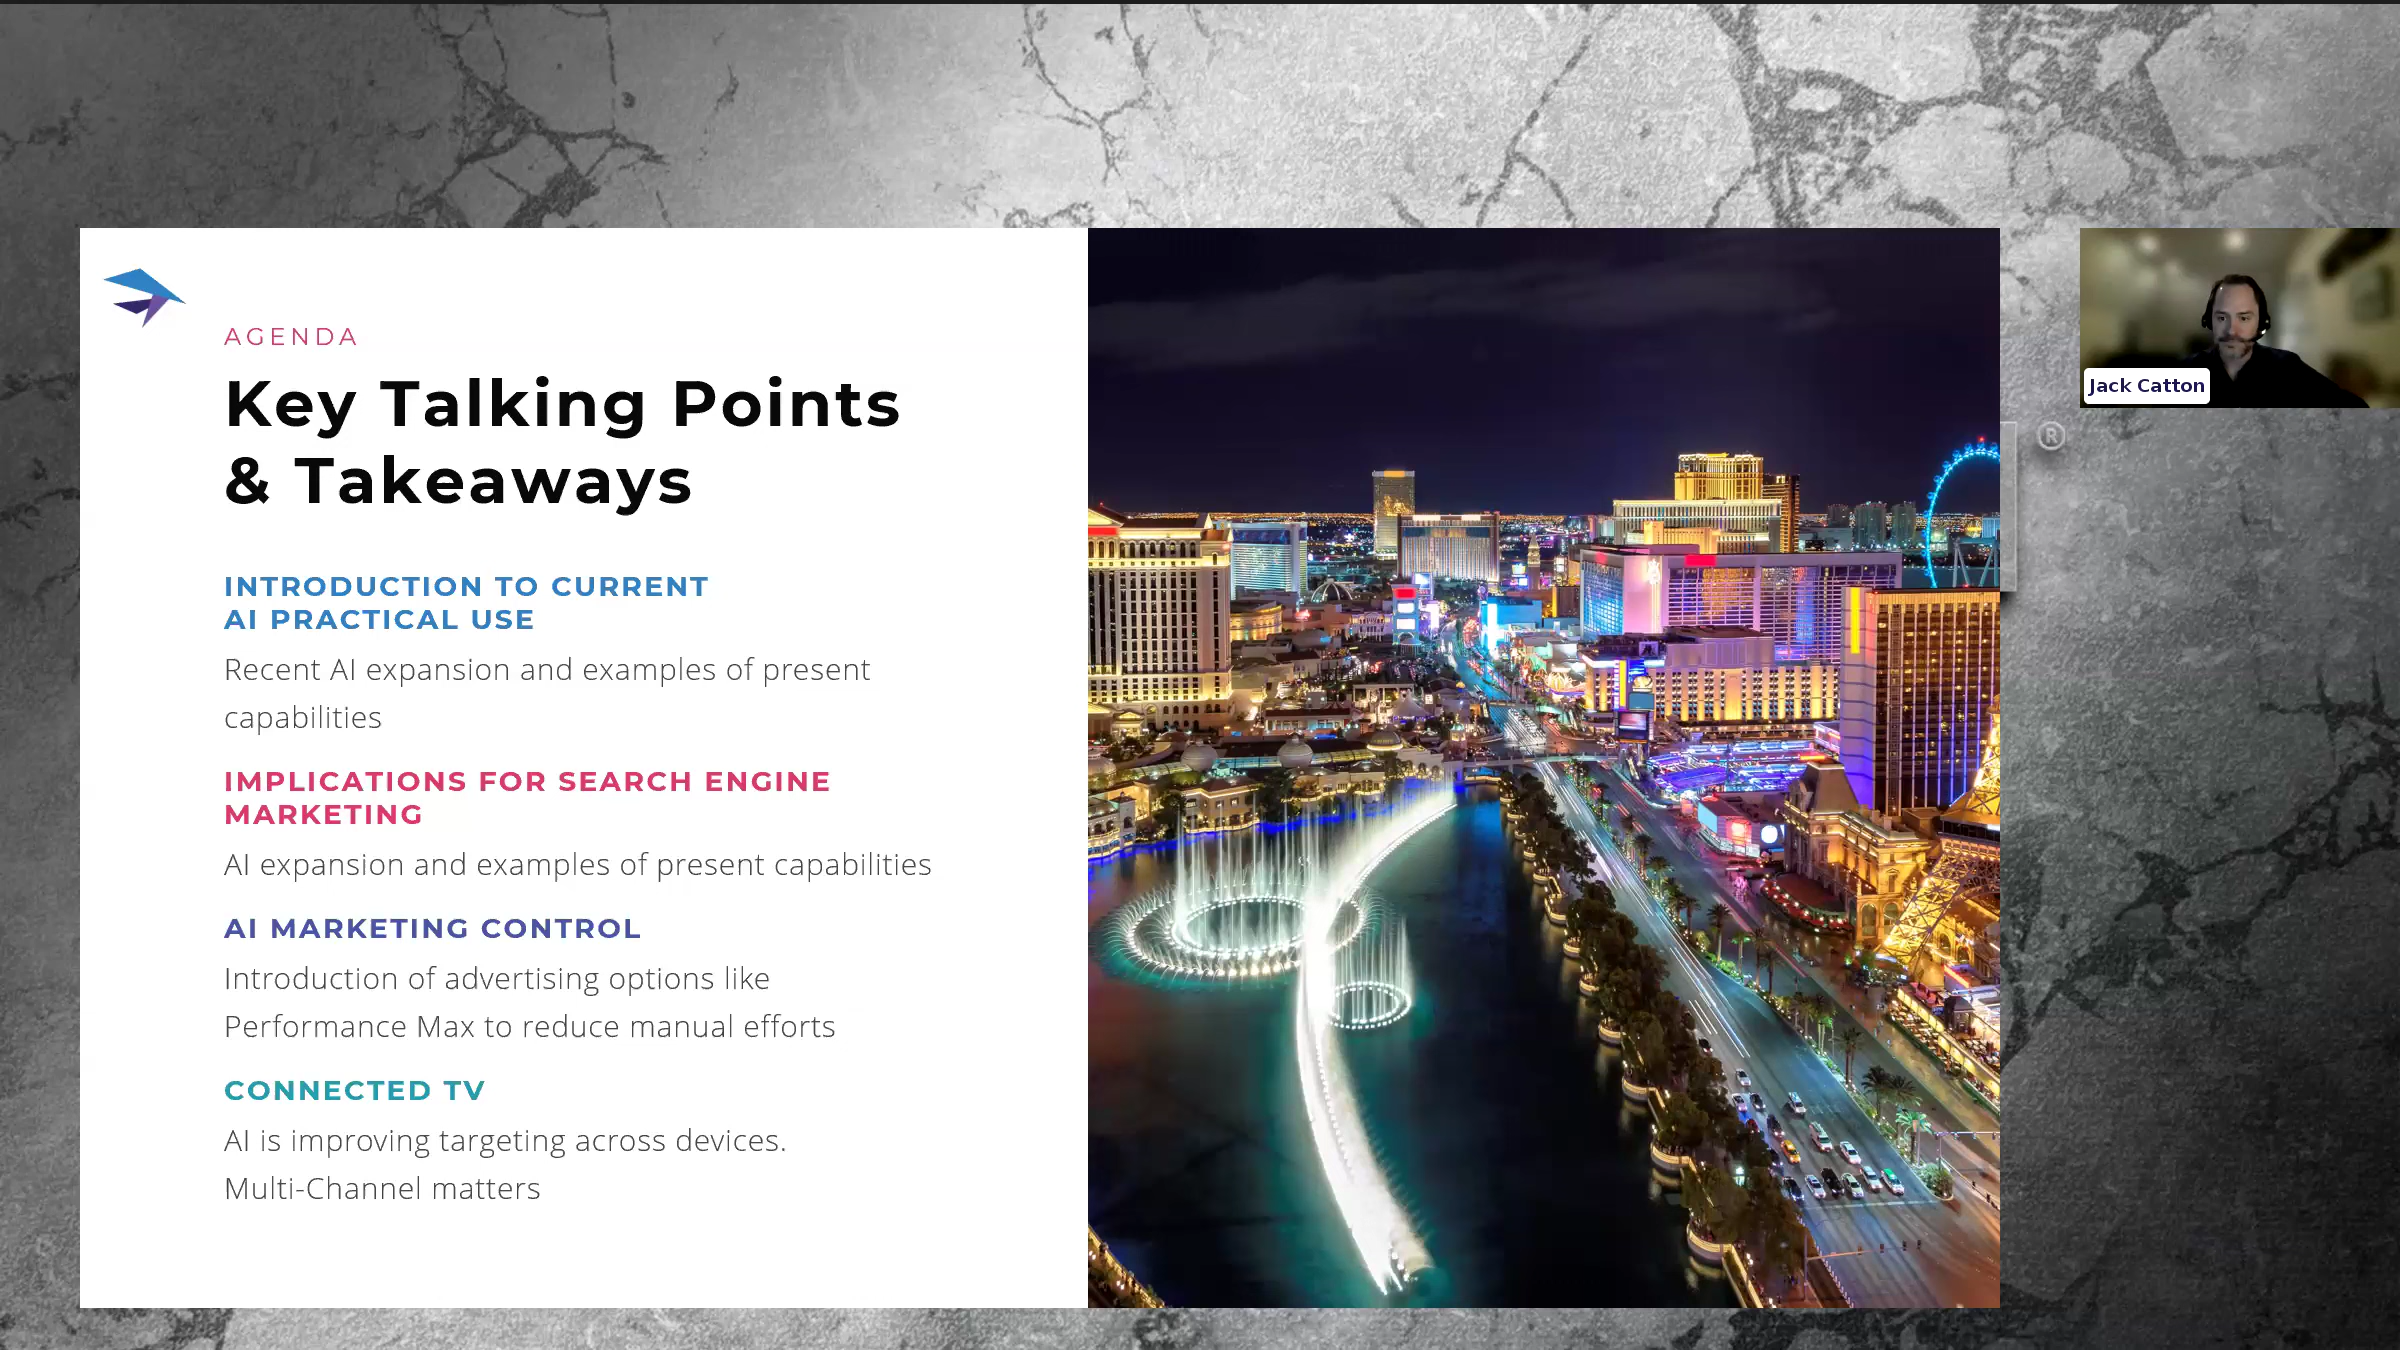 AGENDA
Key Talking Points
& Takeaways
INTRODUCTION TO CURRENT
AI PRACTICAL USE
Recent AI expansion and examples of present
capabilities
IMPLICATIONS FOR SEARCH ENGINE
MARKETING
AI expansion and examples of present capabilities
AI MARKETING CONTROL
Introduction of advertising options like
Performance Max to reduce manual efforts
CONNECTED TV
AI is improving targeting across devices.
Multi-Channel matters
Jack Catton
®